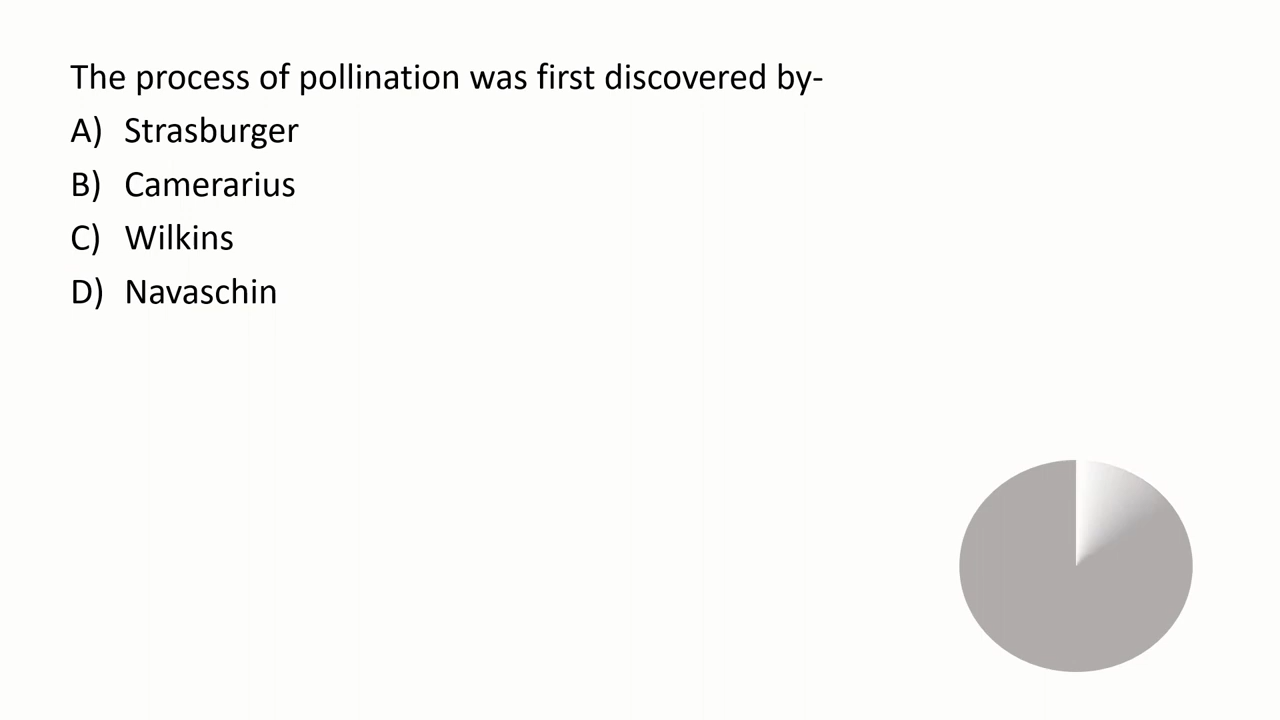 The process of pollination was first discovered by-
A) Strasburger
B) Camerarius
C) Wilkins
D) Navaschin